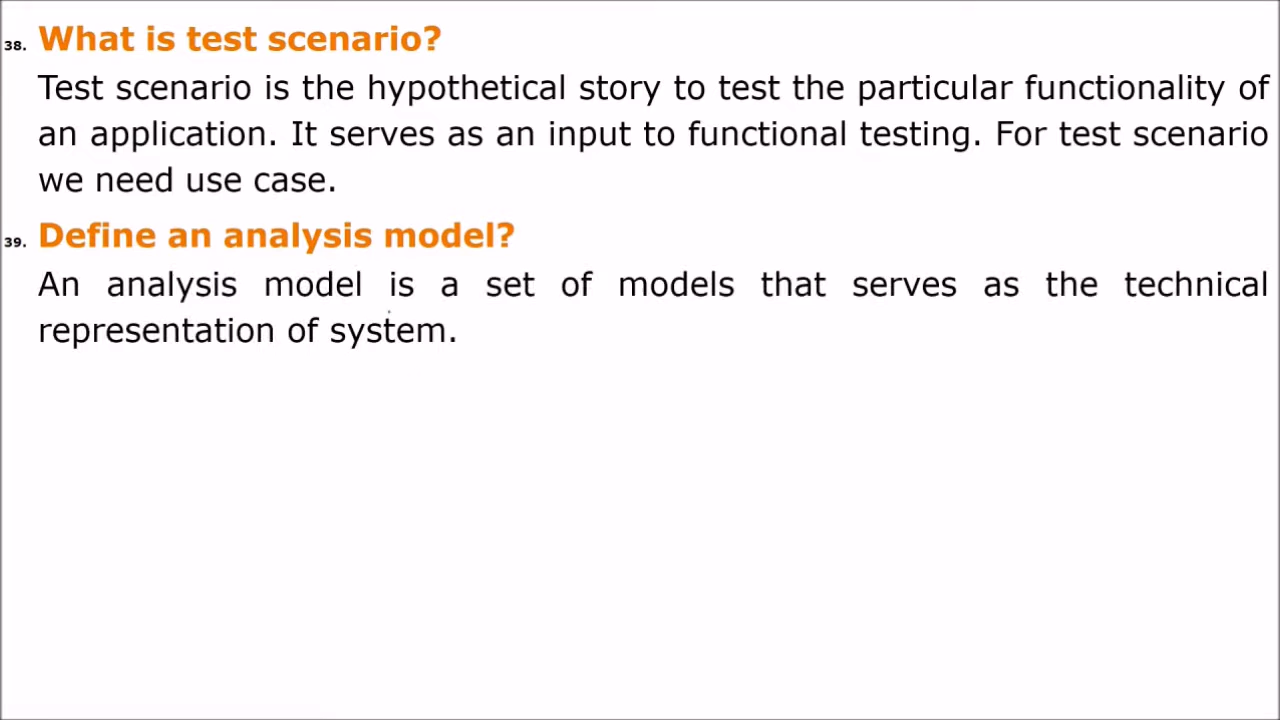 38. What is test scenario?
Test scenario is the hypothetical story to test the particular functionality of
an application. It serves as an input to functional testing. For test scenario
we need use case.
39. Define an analysis model?
An analysis model is a set of models that serves as the technical
representation of system.